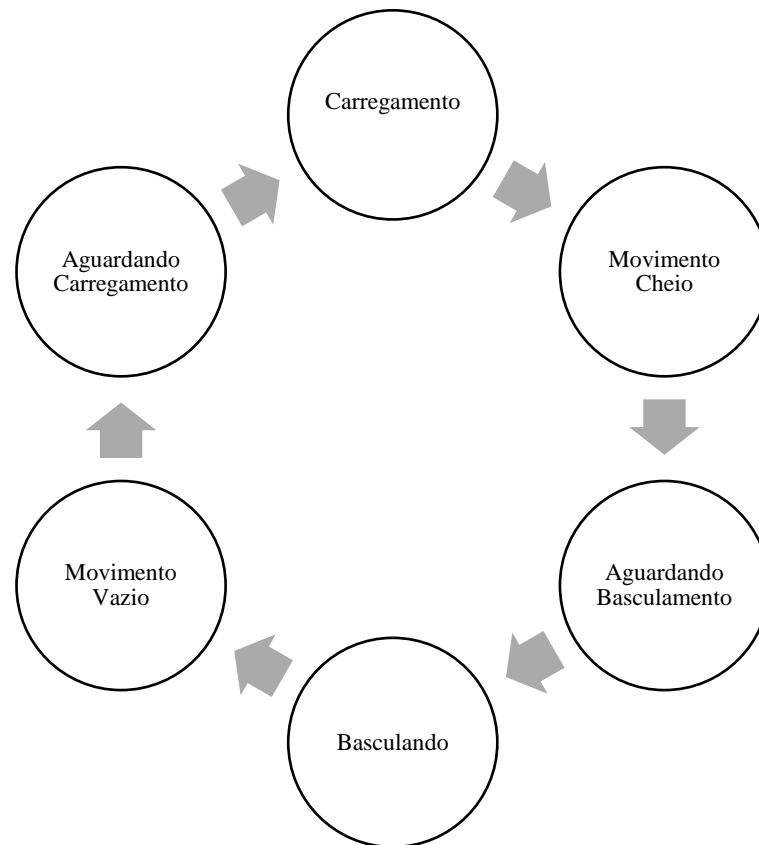 Carregamento
Movimento
Cheio
Aguardando
Basculamento
Basculando
Movimento
Vazio
Aguardando
Carregamento